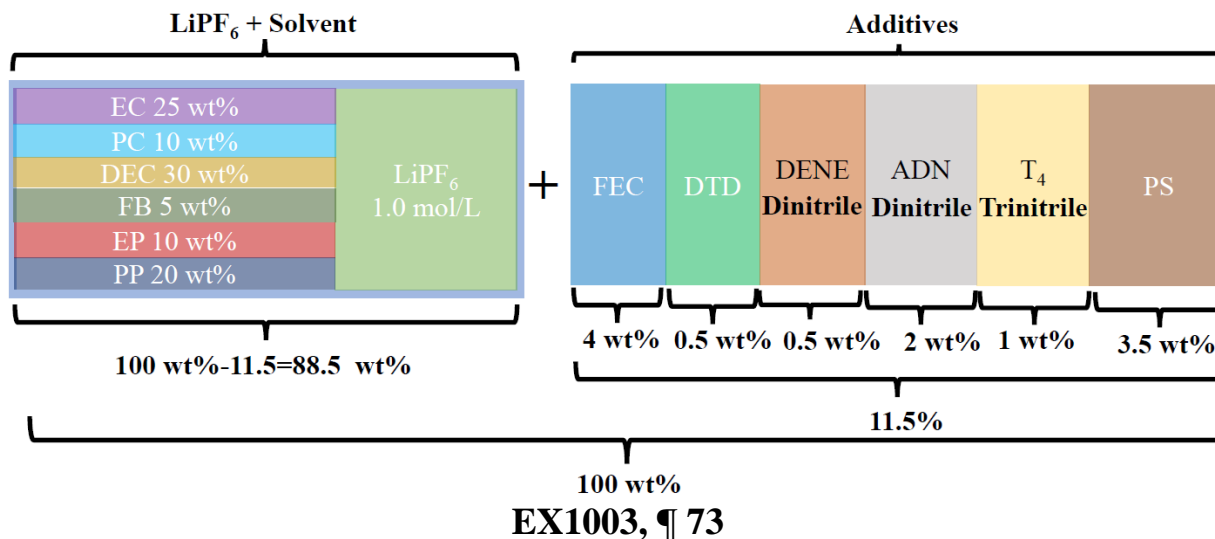 LiPF₆ + Solvent
Additives
EC 25 wt%
PC 10 wt%
DEC 30 wt%
FB 5 wt%
EP 10 wt%
PP 20 wt%
LiPF₆
1.0 mol/L
+
FEC
DTD
DENE
Dinitrile
ADN
Dinitrile
T₄
Trinitrile
PS
4 wt%
0.5 wt%
0.5 wt%
2 wt%
1 wt%
3.5 wt%
100 wt%-11.5=88.5 wt%
11.5%
100 wt%
EX1003, ¶ 73